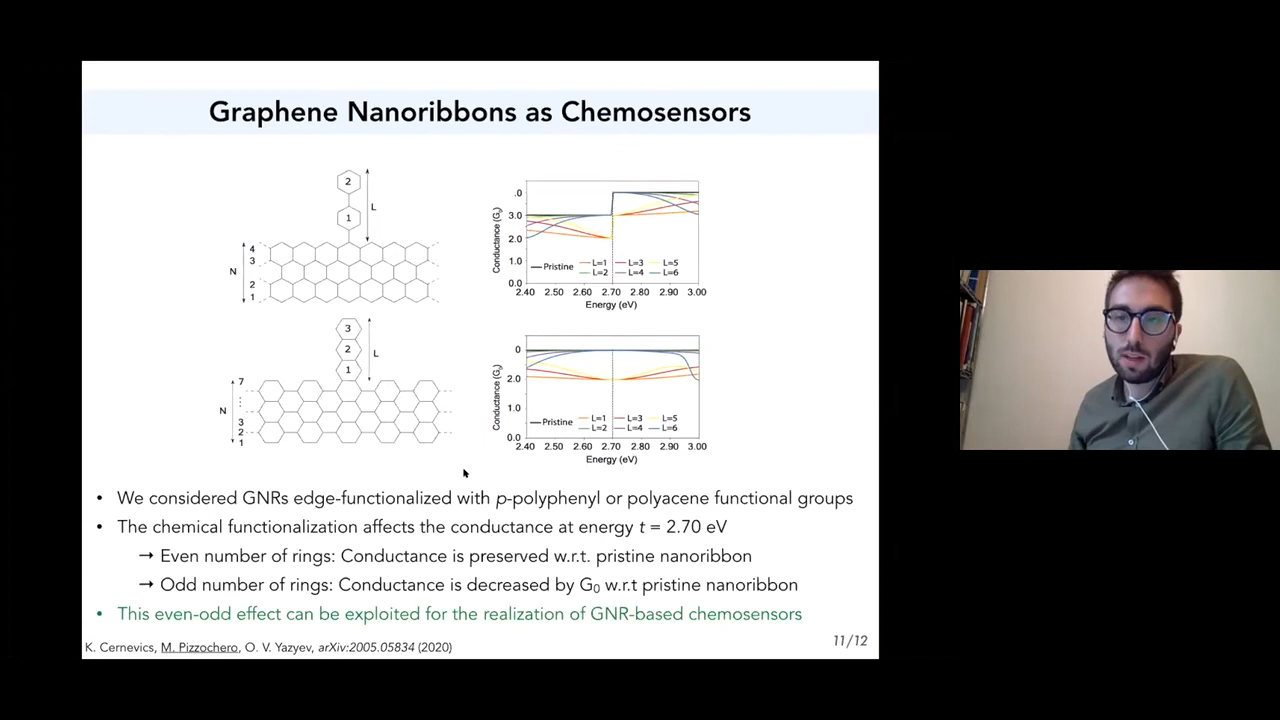 Graphene Nanoribbons as Chemosensors
2
1
L
4
3
N
2
1
3
2
1
L
7
⋮
N
3
2
1
Conductance (G₀)
.0
3.0
2.0
1.0
0.0
Pristine L=1 L=3 L=5
L=2 L=4 L=6
2.40 2.50 2.60 2.70 2.80 2.90 3.00
Energy (eV)
Conductance (G₀)
0
2.0
1.0
0.0
Pristine L=1 L=3 L=5
L=2 L=4 L=6
2.40 2.50 2.60 2.70 2.80 2.90 3.00
Energy (eV)
• We considered GNRs edge-functionalized with p-polyphenyl or polyacene functional groups
• The chemical functionalization affects the conductance at energy t = 2.70 eV
→ Even number of rings: Conductance is preserved w.r.t. pristine nanoribbon
→ Odd number of rings: Conductance is decreased by G₀ w.r.t pristine nanoribbon
• This even-odd effect can be exploited for the realization of GNR-based chemosensors
K. Cernevics, M. Pizzochero, O. V. Yazyev, arXiv:2005.05834 (2020)
11/12